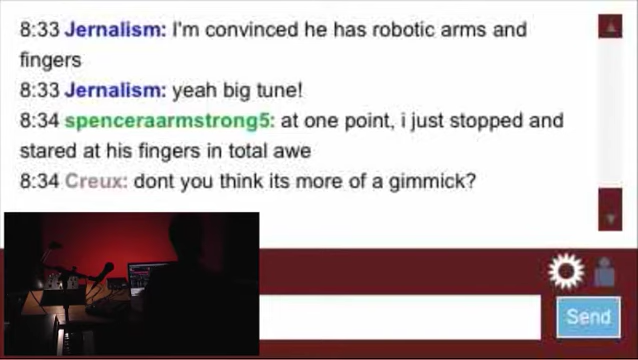 8:33 Jernalism: I'm convinced he has robotic arms and
fingers
8:33 Jernalism: yeah big tune!
8:34 spenceraarmstrong5: at one point, i just stopped and
stared at his fingers in total awe
8:34 Creux: dont you think its more of a gimmick?
Send